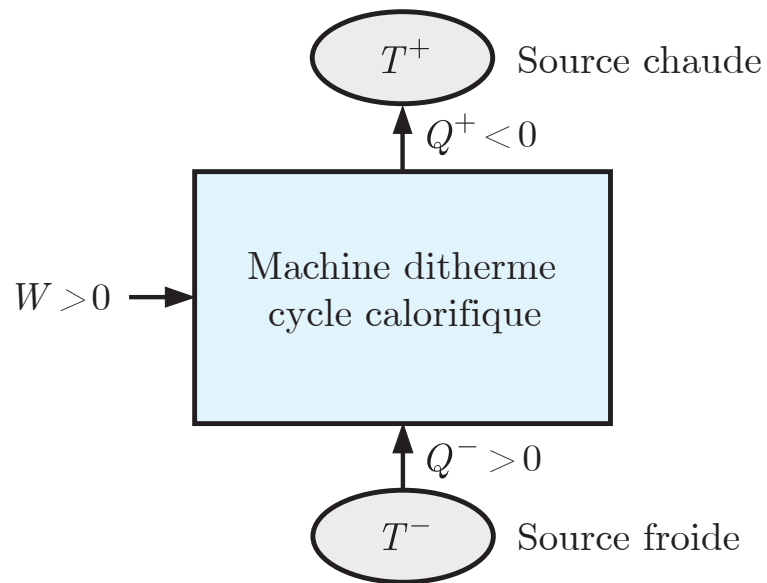 T⁺ Source chaude
Q⁺ < 0
Machine ditherme
W > 0
cycle calorifique
Q⁻ > 0
T⁻ Source froide